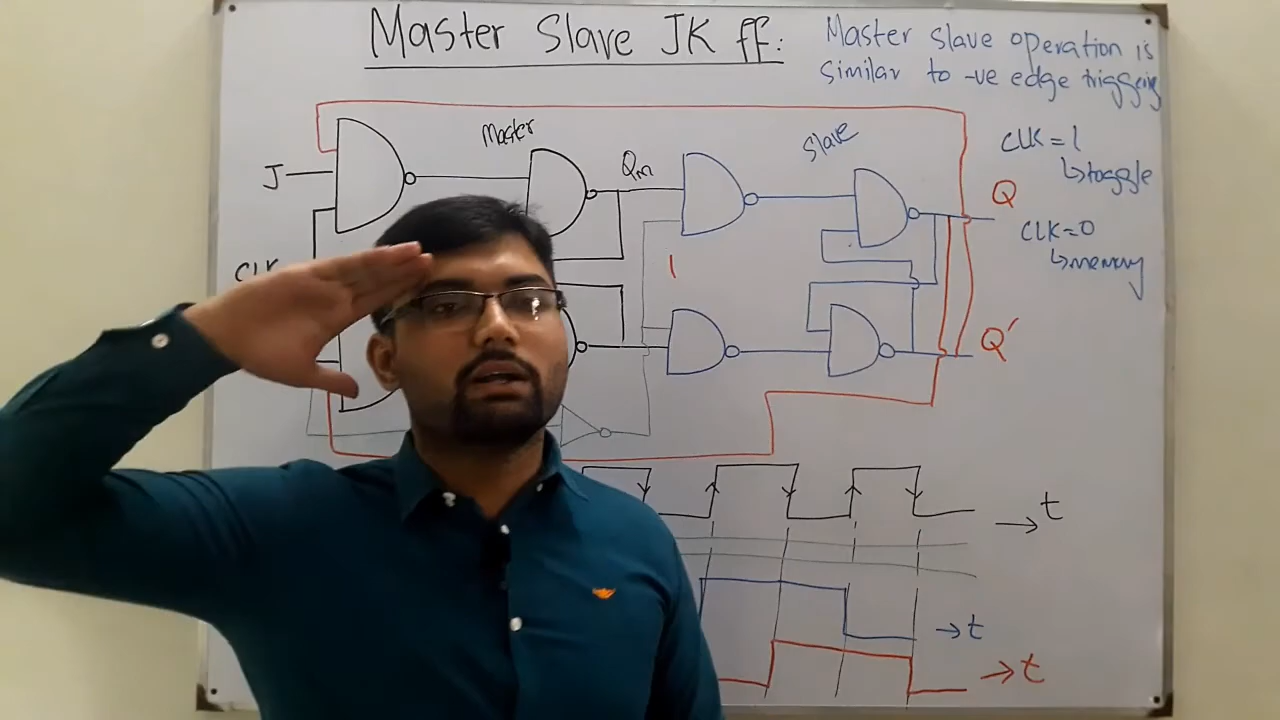 Master Slave JK ff:
Master slave operation is
similar to -ve edge triggering
Master
Slave
CLK = 1
↳toggle
J
Qm
Q
CLK=0
↳memory
CLK
1
Q'
→ t
→ t
→ t